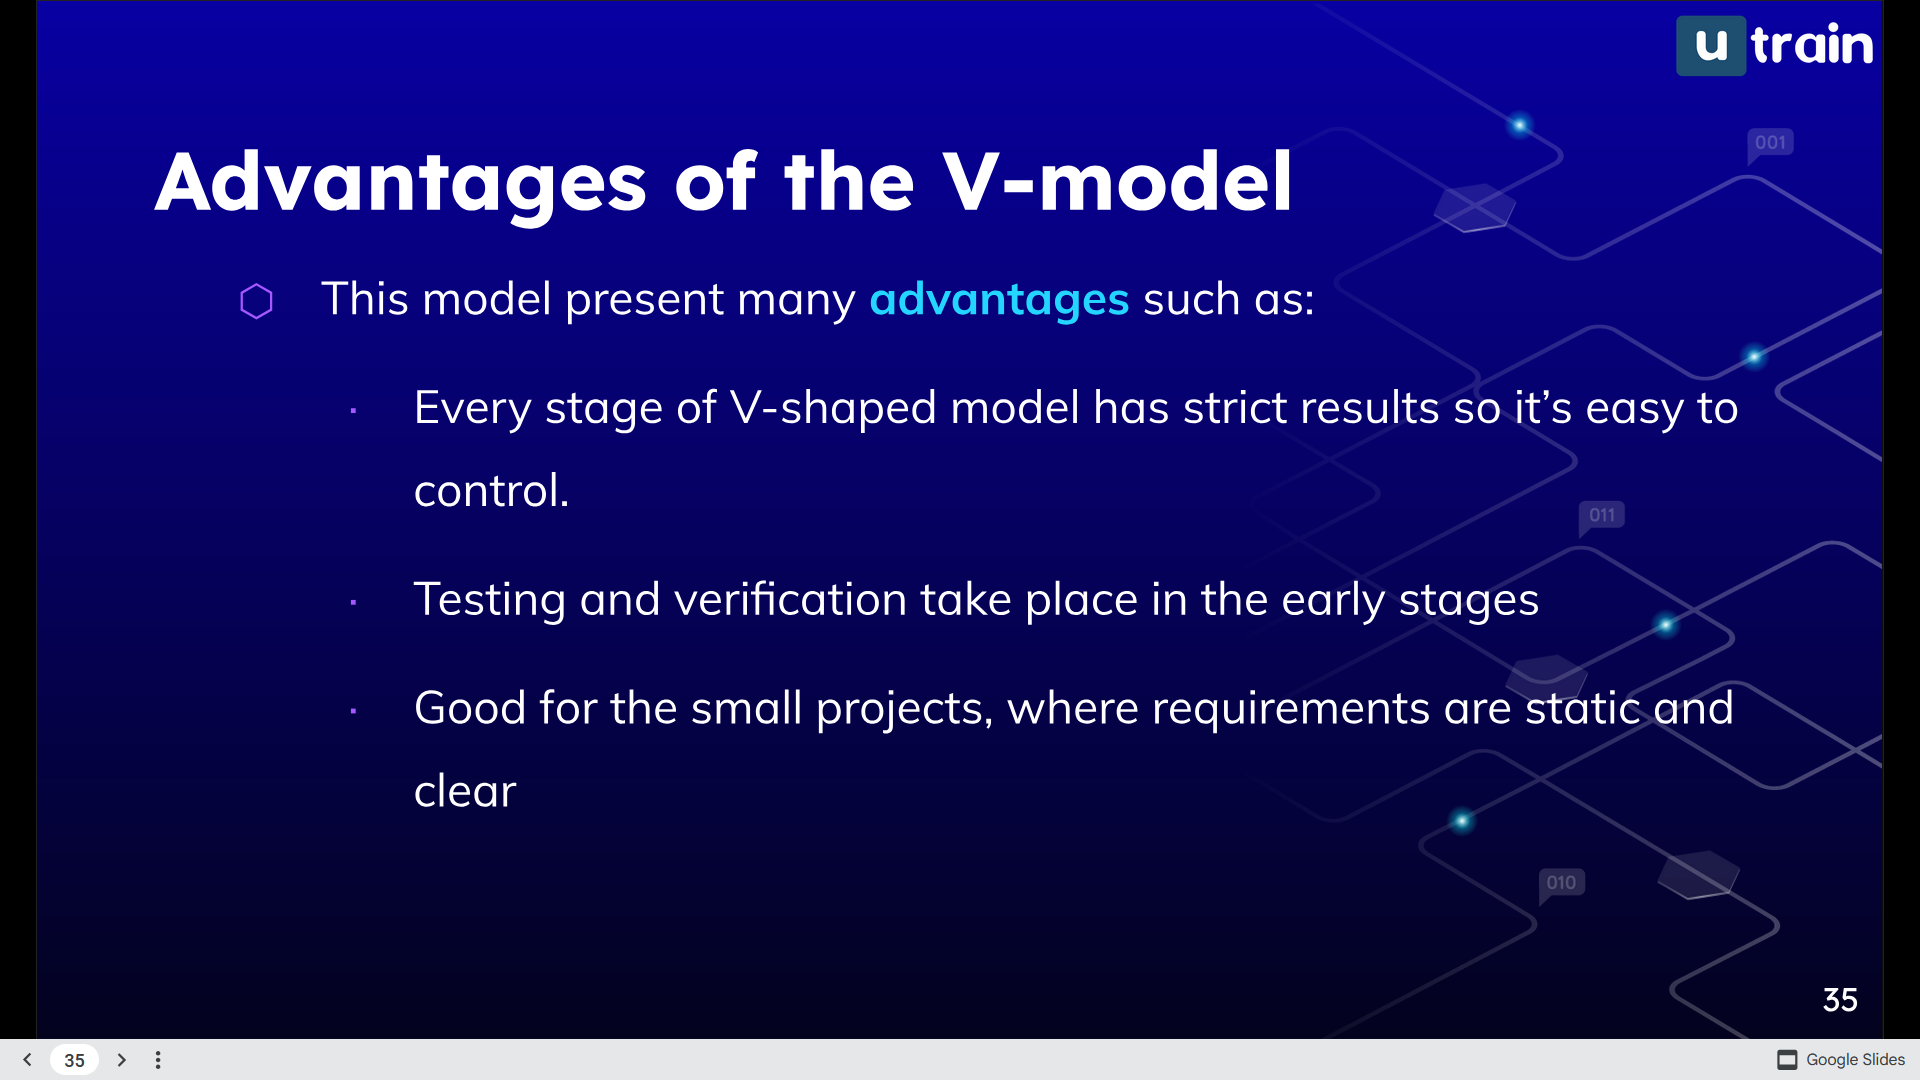 u train
001
Advantages of the V-model
This model present many advantages such as:
Every stage of V-shaped model has strict results so it’s easy to
control.
011
Testing and verification take place in the early stages
Good for the small projects, where requirements are static and
clear
010
35
35
Google Slides